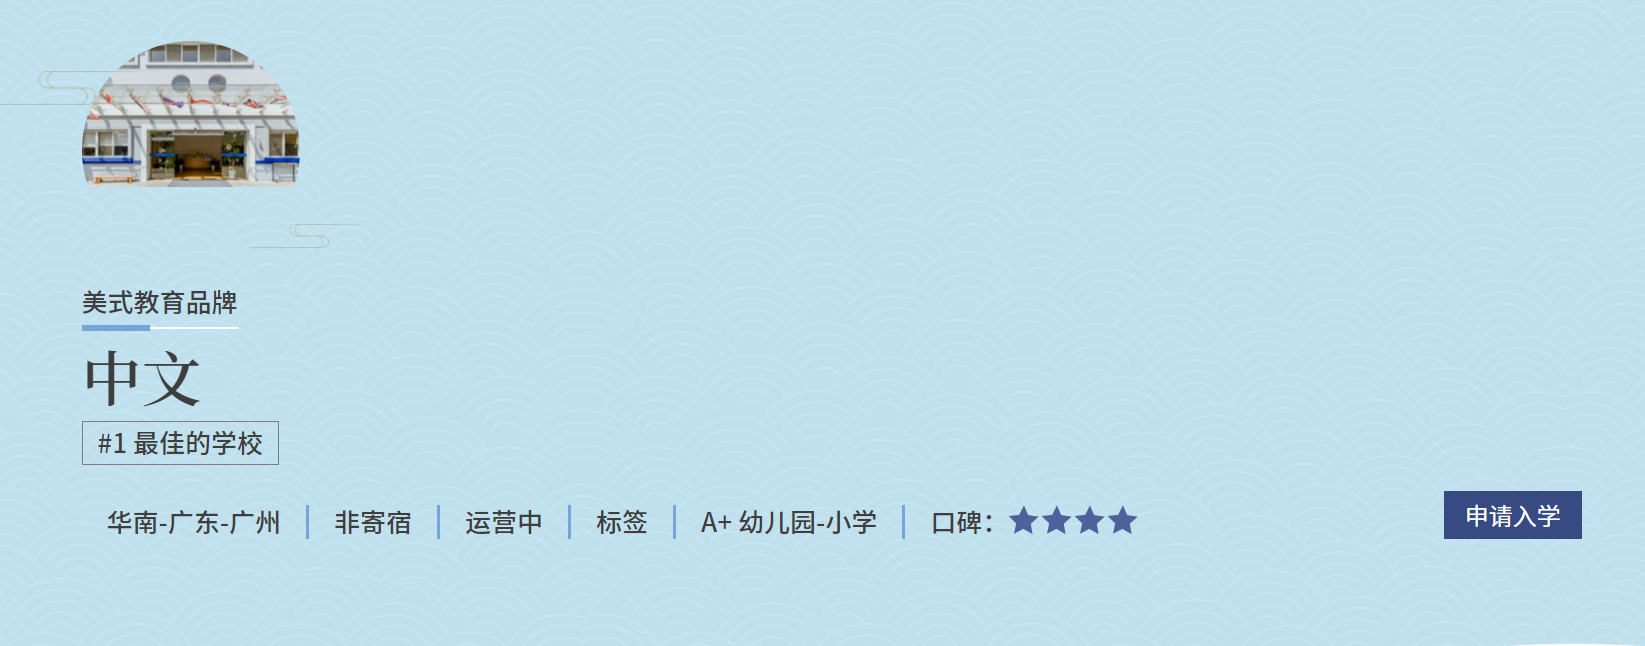 美式教育品牌
中文
#1 最佳的学校
华南-广东-广州 非寄宿 运营中 标签 A+ 幼儿园-小学 口碑：★★★★ 申请入学